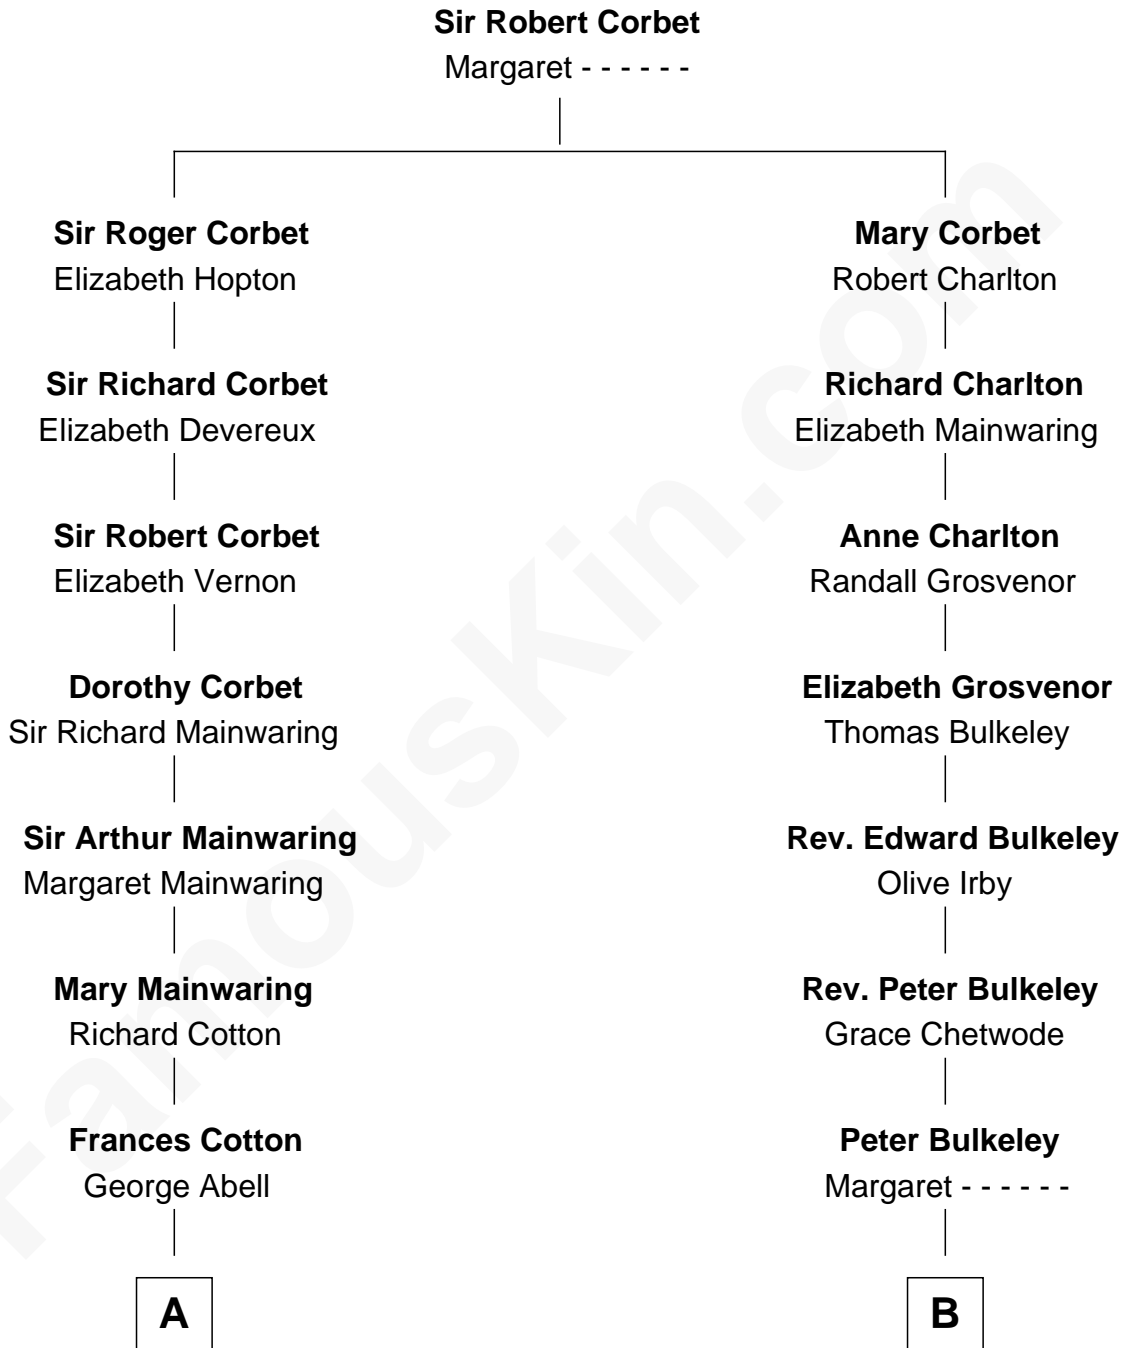 Sir Robert Corbet
Margaret - - - - - -
Sir Roger Corbet
Elizabeth Hopton
Mary Corbet
Robert Charlton
Sir Richard Corbet
Elizabeth Devereux
Richard Charlton
Elizabeth Mainwaring
Sir Robert Corbet
Elizabeth Vernon
Anne Charlton
Randall Grosvenor
Dorothy Corbet
Sir Richard Mainwaring
Elizabeth Grosvenor
Thomas Bulkeley
Sir Arthur Mainwaring
Margaret Mainwaring
Rev. Edward Bulkeley
Olive Irby
Mary Mainwaring
Richard Cotton
Rev. Peter Bulkeley
Grace Chetwode
Frances Cotton
George Abell
Peter Bulkeley
Margaret - - - - - -
A
B
FamousKin.com